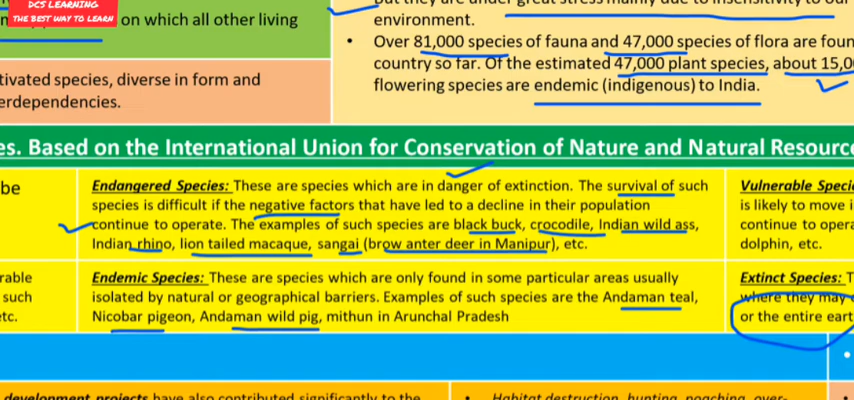 DCS LEARNING
THE BEST WAY TO LEARN
on which all other living
tivated species, diverse in form and
erdependencies.
But they are under great stress mainly due to insensitivity to our
environment.
• Over 81,000 species of fauna and 47,000 species of flora are foun
country so far. Of the estimated 47,000 plant species, about 15,0
flowering species are endemic (indigenous) to India.
es. Based on the International Union for Conservation of Nature and Natural Resource
be
Endangered Species: These are species which are in danger of extinction. The survival of such
species is difficult if the negative factors that have led to a decline in their population
continue to operate. The examples of such species are black buck, crocodile, Indian wild ass,
Indian rhino, lion tailed macaque, sangai (brow anter deer in Manipur), etc.
Vulnerable Speci
is likely to move i
continue to opera
dolphin, etc.
rable
such
etc.
Endemic Species: These are species which are only found in some particular areas usually
isolated by natural or geographical barriers. Examples of such species are the Andaman teal,
Nicobar pigeon, Andaman wild pig, mithun in Arunchal Pradesh
Extinct Species: T
where they may
or the entire eart
development projects have also contributed significantly to the
• Habitat destruction, hunting, poaching, over-